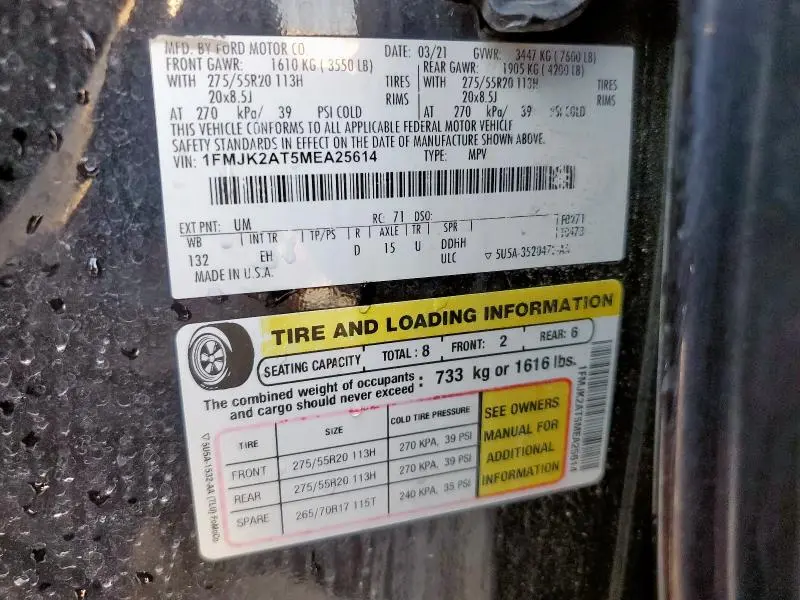 MFD. BY FORD MOTOR CO. DATE: 03/21 GVWR: 3447 KG (7600 LB)
FRONT GAWR: 1610 KG (3550 LB) REAR GAWR: 1905 KG (4200 LB)
WITH 275/55R20 113H TIRES WITH 275/55R20 113H TIRES
20x8.5J RIMS 20x8.5J RIMS
AT 270 kPa/ 39 PSI COLD AT 270 kPa/ 39 PSI COLD
THIS VEHICLE CONFORMS TO ALL APPLICABLE FEDERAL MOTOR VEHICLE
SAFETY STANDARDS IN EFFECT ON THE DATE OF MANUFACTURE SHOWN ABOVE.
VIN: 1FMJK2AT5MEA25614 TYPE: MPV
EXT PNT: UM RC: 71 DSO:
WB INT TR TP/PS R AXLE TR SPR
132 EH D 15 U DDHH
MADE IN U.S.A. ULC
TIRE AND LOADING INFORMATION
SEATING CAPACITY TOTAL : 8 FRONT: 2 REAR: 6
The combined weight of occupants
and cargo should never exceed : 733 kg or 1616 lbs.
TIRE SIZE COLD TIRE PRESSURE
FRONT 275/55R20 113H 270 KPA, 39 PSI
REAR 275/55R20 113H 270 KPA, 39 PSI
SPARE 265/70R17 115T 240 KPA, 35 PSI
SEE OWNERS
MANUAL FOR
ADDITIONAL
INFORMATION
5U5A-1532-AA (TLU) FoMoCo
1FMJK2AT5MEA25614